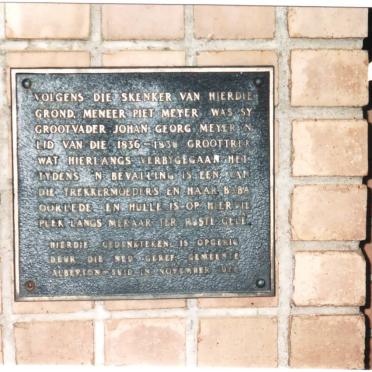 VOLGENS DIE SKENKER VAN HIERDIE
GROND, MENEER PIET MEYER, WAS SY
GROOTVADER JOHAN GEORG MEYER 'N
LID VAN DIE 1836-1838 GROOTTREK
WAT HIERLANGS VERBYGEGAAN HET.
TYDENS 'N BEVALLING IS EEN VAN
DIE TREKKERMOEDERS EN HAAR BABA
OORLEDE EN HULLE IS OP HIERDIE
PLEK LANGS MEKAAR TER RUSTE GELÊ.
HIERDIE GEDENKTEKEN IS OPGERIG
DEUR DIE NED GEREF GEMEENTE
ALBERTON-SUID IN NOVEMBER